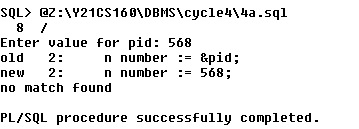 SQL> @Z:\Y21CS160\DBMS\cycle4\4a.sql
  8  /
Enter value for pid: 568
old   2:     n number := &pid;
new   2:     n number := 568;
no match found
PL/SQL procedure successfully completed.